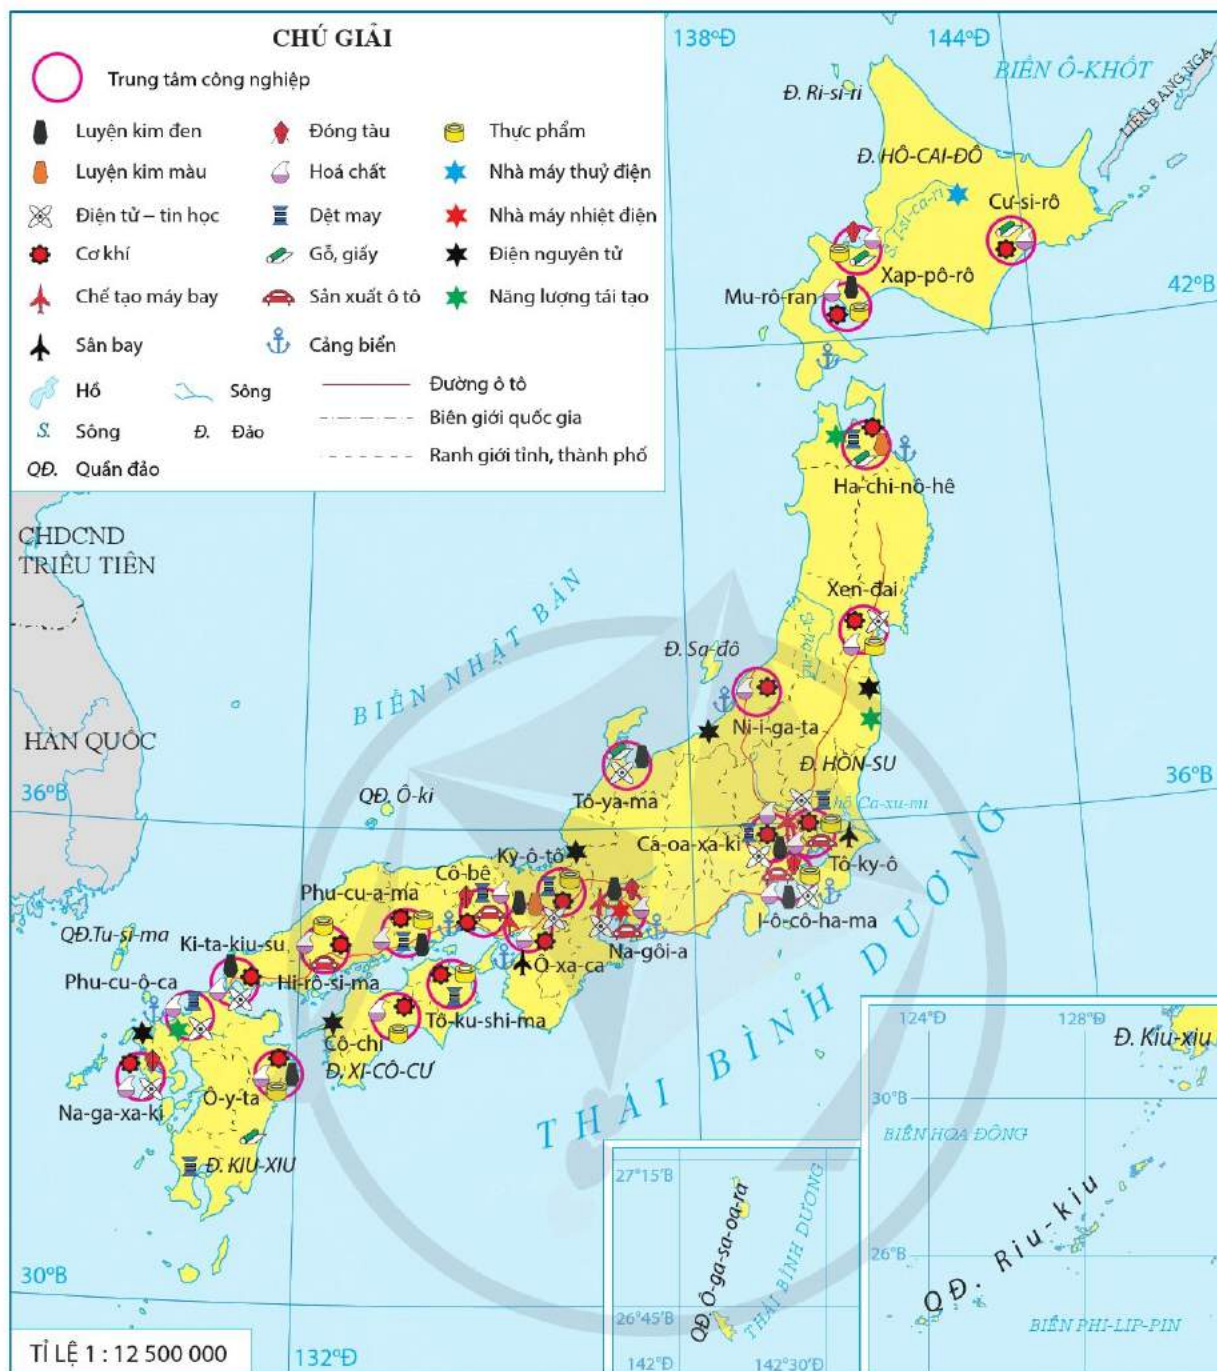 CHÚ GIẢI
Trung tâm công nghiệp
Luyện kim đen
Đóng tàu
Thực phẩm
Luyện kim màu
Hoá chất
Nhà máy thuỷ điện
Điện tử – tin học
Dệt may
Nhà máy nhiệt điện
Cơ khí
Gỗ, giấy
Điện nguyên tử
Chế tạo máy bay
Sản xuất ô tô
Năng lượng tái tạo
Sân bay
Cảng biển
Hồ
Sông
Đường ô tô
S. Sông
Đ. Đảo
Biên giới quốc gia
QĐ. Quần đảo
Ranh giới tỉnh, thành phố
138°Đ
144°Đ
BIỂN Ô-KHỐT
LIÊN BANG NGA
Đ. Ri-si-ri
Đ. HÔ-CAI-ĐÔ
S. I-si-ca-ri
Cư-si-rô
Xap-pô-rô
Mu-rô-ran
42°B
Ha-chi-nô-hê
CHDCND
TRIỀU TIÊN
Xen-đai
BIỂN NHẬT BẢN
Đ. Sa-đô
Ni-i-ga-ta
HÀN QUỐC
Đ. HÔN-SU
36°B
36°B
QĐ. Ô-ki
Tô-ya-ma
hồ Ca-xu-mi
Ca-oa-xa-ki
Tô-ky-ô
Ky-ô-tô
Cô-bê
Phu-cu-a-ma
I-ô-cô-ha-ma
QĐ.Tu-si-ma
Ki-ta-kiu-su
Na-gôi-a
Ô-xa-ca
Phu-cu-ô-ca
Hi-rô-si-ma
Tô-ku-shi-ma
Cô-chi
Đ. XI-CÔ-CƯ
Na-ga-xa-ki
Ô-y-ta
Đ. KIU-XIU
THÁI BÌNH DƯƠNG
124°Đ
128°Đ
Đ. Kiu-xiu
30°B
BIỂN HOA ĐÔNG
QĐ. Riu-kiu
26°B
BIỂN PHI-LIP-PIN
27°15'B
QĐ. Ô-ga-sa-oa-ra
THÁI BÌNH DƯƠNG
26°45'B
142°Đ
142°30'Đ
30°B
TỈ LỆ 1 : 12 500 000
132°Đ